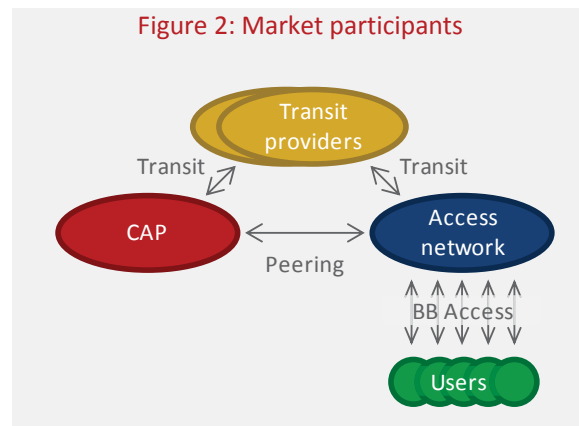 Figure 2: Market participants
Transit
providers
Transit
Transit
CAP
Access
network
Peering
BB Access
Users